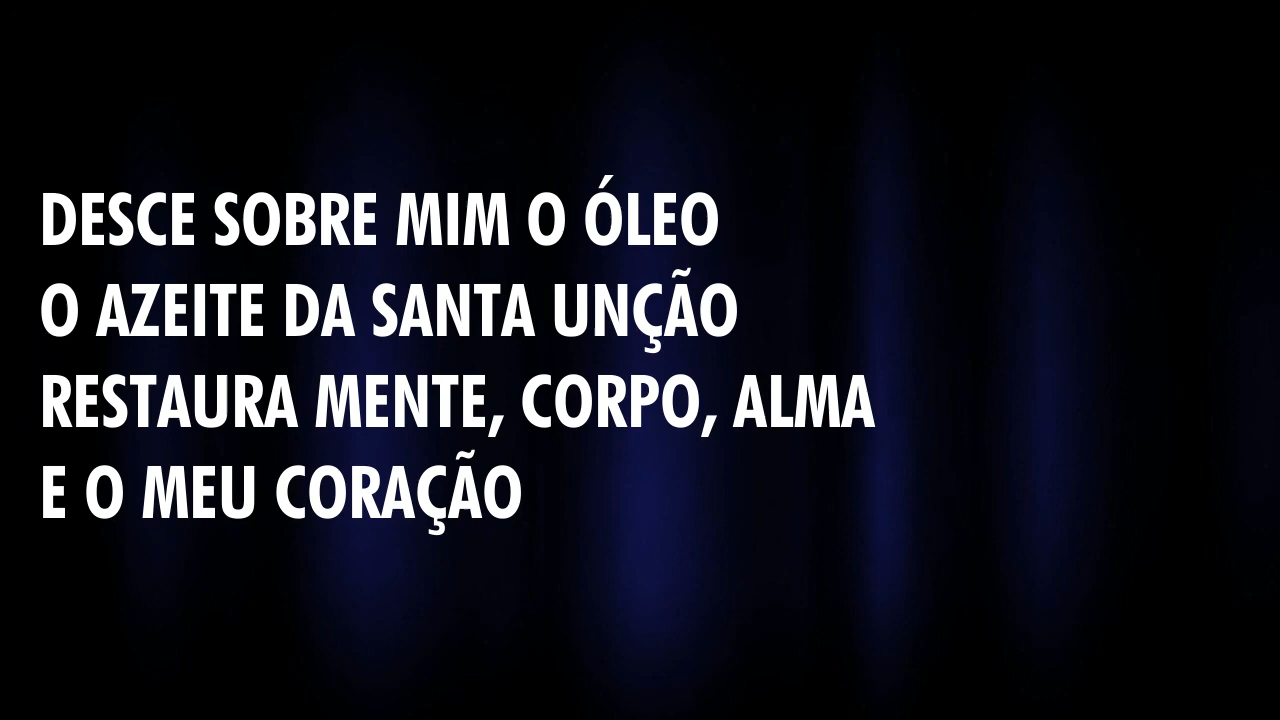 DESCE SOBRE MIM O ÓLEO
O AZEITE DA SANTA UNÇÃO
RESTAURA MENTE, CORPO, ALMA
E O MEU CORAÇÃO